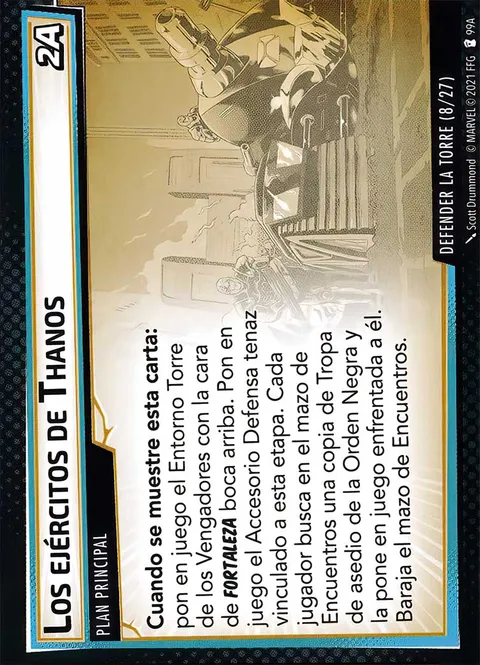 LOS EJÉRCITOS DE THANOS
2A
PLAN PRINCIPAL
Cuando se muestre esta carta:
pon en juego el Entorno Torre
de los Vengadores con la cara
de FORTALEZA boca arriba. Pon en
juego el Accesorio Defensa tenaz
vinculado a esta etapa. Cada
jugador busca en el mazo de
Encuentros una copia de Tropa
de asedio de la Orden Negra y
la pone en juego enfrentada a él.
Baraja el mazo de Encuentros.
DEFENDER LA TORRE (8/27)
Scott Drummond © MARVEL © 2021 FFG 99A